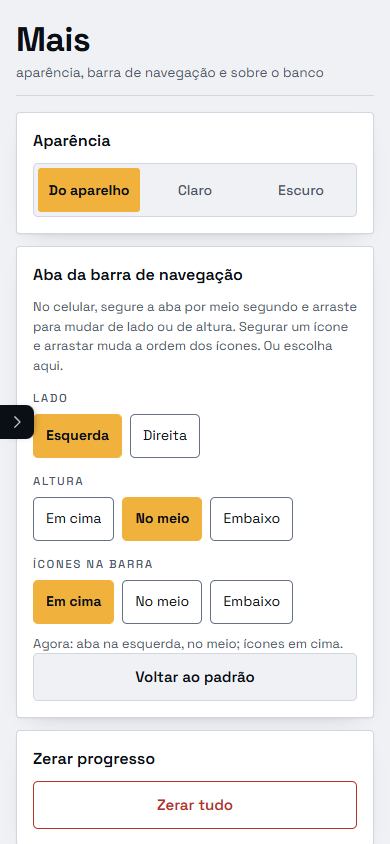 Mais
aparência, barra de navegação e sobre o banco
Aparência
Do aparelho Claro Escuro
Aba da barra de navegação
No celular, segure a aba por meio segundo e arraste
para mudar de lado ou de altura. Segurar um ícone
e arrastar muda a ordem dos ícones. Ou escolha
aqui.
LADO
Esquerda Direita
ALTURA
Em cima No meio Embaixo
ÍCONES NA BARRA
Em cima No meio Embaixo
Agora: aba na esquerda, no meio; ícones em cima.
Voltar ao padrão
Zerar progresso
Zerar tudo